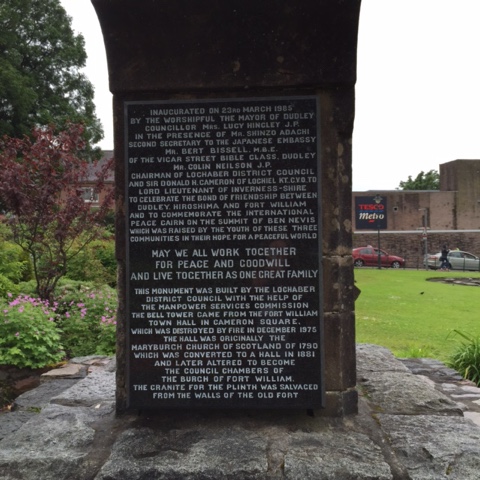 INAUGURATED ON 23RD MARCH 1985
BY THE WORSHIPFUL THE MAYOR OF DUDLEY
COUNCILLOR MRS. LUCY HINGLEY J.P.
IN THE PRESENCE OF MR. SHINZO ADACHI
SECOND SECRETARY TO THE JAPANESE EMBASSY
MR. BERT BISSELL. M.B.E.
OF THE VICAR STREET BIBLE CLASS, DUDLEY
MR. COLIN NEILSON J.P.
CHAIRMAN OF LOCHABER DISTRICT COUNCIL
AND SIR DONALD H. CAMERON OF LOCHIEL KT. C.V.O. T.D
LORD LIEUTENANT OF INVERNESS-SHIRE
TO CELEBRATE THE BOND OF FRIENDSHIP BETWEEN
DUDLEY, HIROSHIMA AND FORT WILLIAM
AND TO COMMEMORATE THE INTERNATIONAL
PEACE CAIRN ON THE SUMMIT OF BEN NEVIS
WHICH WAS RAISED BY THE YOUTH OF THESE THREE
COMMUNITIES IN THEIR HOPE FOR A PEACEFUL WORLD
MAY WE ALL WORK TOGETHER
FOR PEACE AND GOODWILL
AND LIVE TOGETHER AS ONE GREAT FAMILY
THIS MONUMENT WAS BUILT BY THE LOCHABER
DISTRICT COUNCIL WITH THE HELP OF
THE MANPOWER SERVICES COMMISSION
THE BELL TOWER CAME FROM THE FORT WILLIAM
TOWN HALL IN CAMERON SQUARE.
WHICH WAS DESTROYED BY FIRE IN DECEMBER 1975
THE HALL WAS ORIGINALLY THE
MARYBURGH CHURCH OF SCOTLAND OF 1790
WHICH WAS CONVERTED TO A HALL IN 1881
AND LATER ALTERED TO BECOME
THE COUNCIL CHAMBERS OF
THE BURGH OF FORT WILLIAM.
THE GRANITE FOR THE PLINTH WAS SALVAGED
FROM THE WALLS OF THE OLD FORT
TESCO
Metro